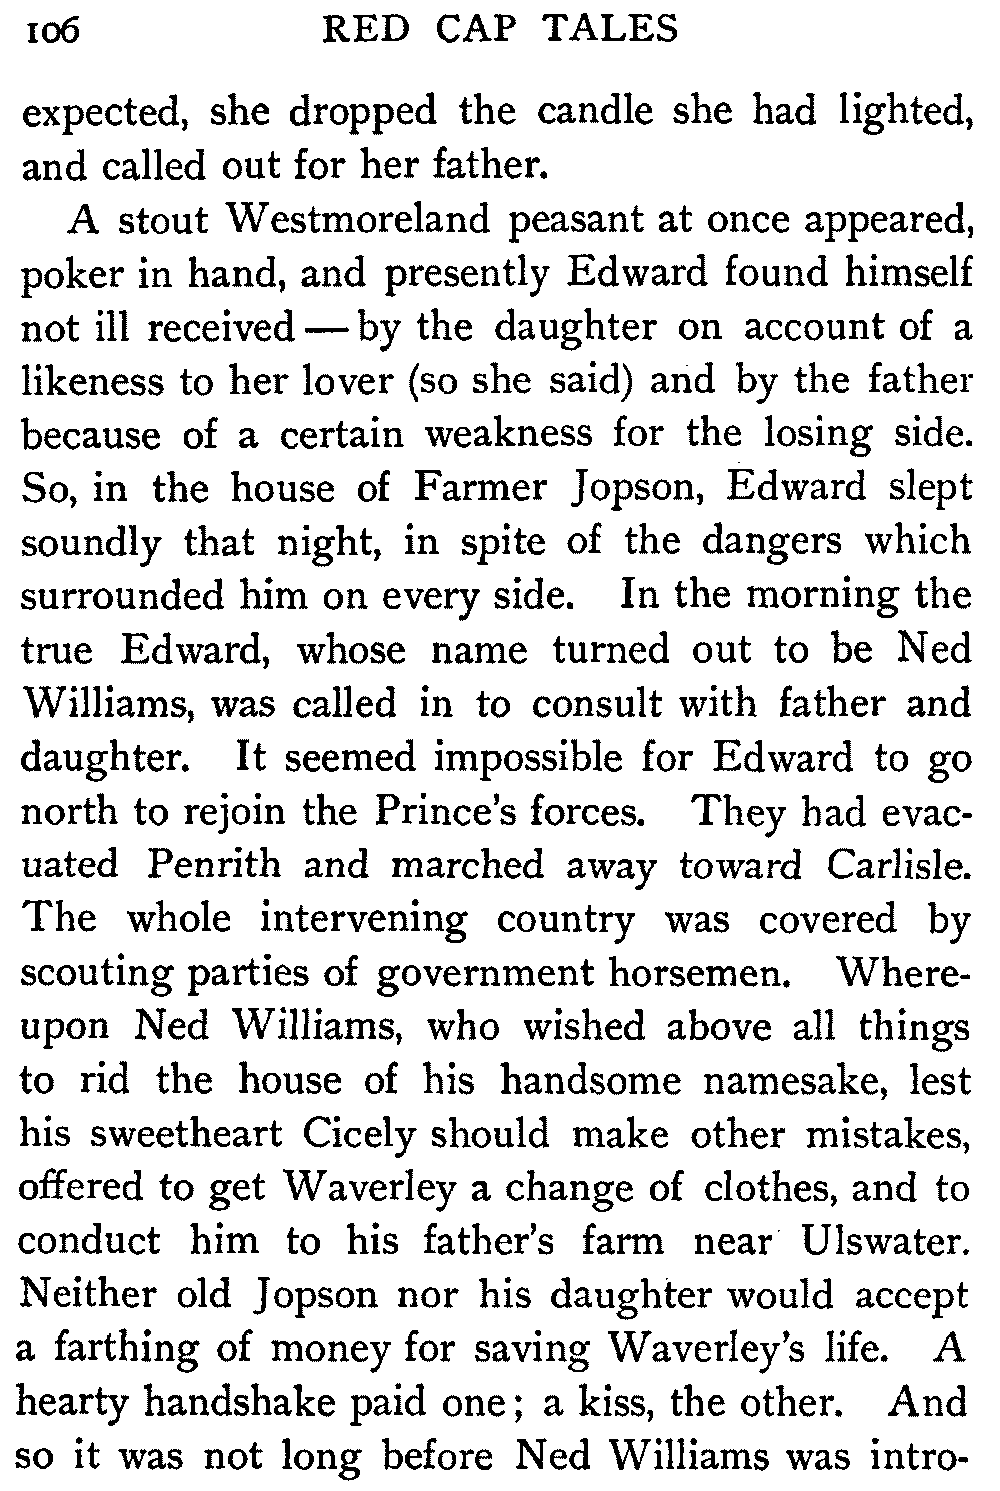 106 RED CAP TALES
expected, she dropped the candle she had lighted,
and called out for her father.
A stout Westmoreland peasant at once appeared,
poker in hand, and presently Edward found himself
not ill received — by the daughter on account of a
likeness to her lover (so she said) and by the father
because of a certain weakness for the losing side.
So, in the house of Farmer Jopson, Edward slept
soundly that night, in spite of the dangers which
surrounded him on every side. In the morning the
true Edward, whose name turned out to be Ned
Williams, was called in to consult with father and
daughter. It seemed impossible for Edward to go
north to rejoin the Prince's forces. They had evac-
uated Penrith and marched away toward Carlisle.
The whole intervening country was covered by
scouting parties of government horsemen. Where-
upon Ned Williams, who wished above all things
to rid the house of his handsome namesake, lest
his sweetheart Cicely should make other mistakes,
offered to get Waverley a change of clothes, and to
conduct him to his father's farm near Ulswater.
Neither old Jopson nor his daughter would accept
a farthing of money for saving Waverley's life. A
hearty handshake paid one; a kiss, the other. And
so it was not long before Ned Williams was intro-